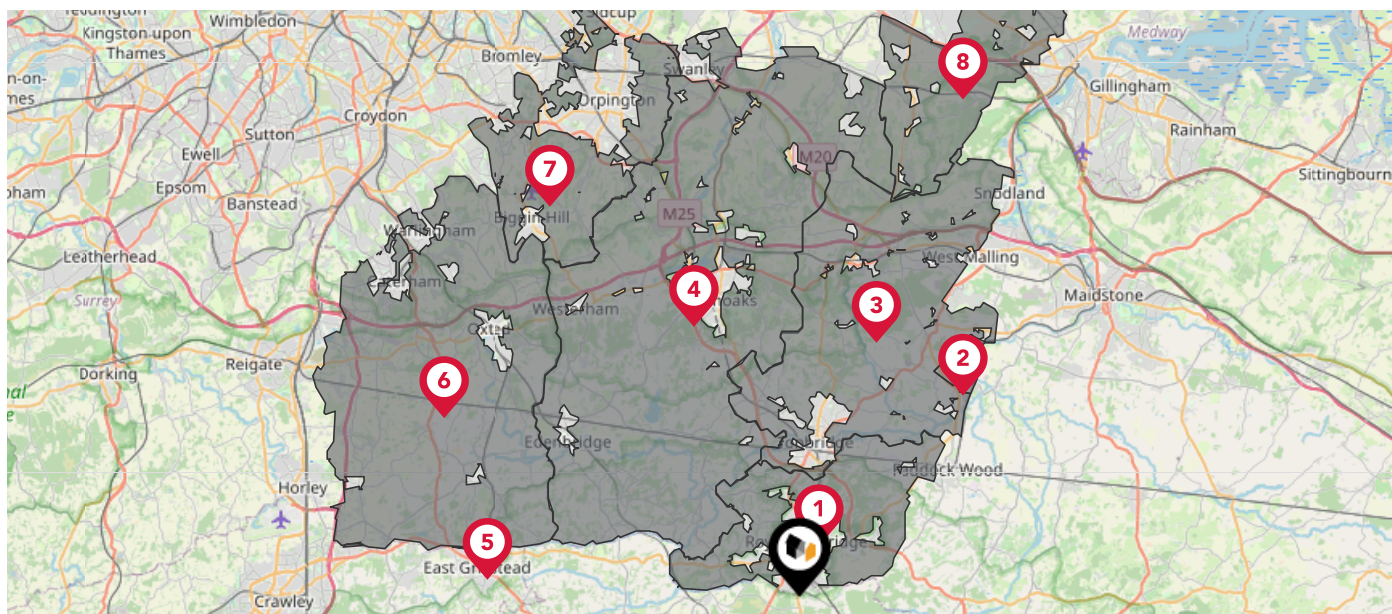 Wimbledon
Kingston upon
Thames
Bromley
Swanley
8
Medway
Gillingham
Orpington
Croydon
Sutton
Rainham
Ewell
M20
7
Epsom
Banstead
Sittingbourn
Snodland
M25
Biggin Hill
Warlingham
Leatherhead
West Malling
4
3
Maidstone
Surrey
Westerham
Oxted
2
Reigate
Dorking
6
Edenbridge
Paddock Wood
Horley
1
5
East Grinstead
Crawley